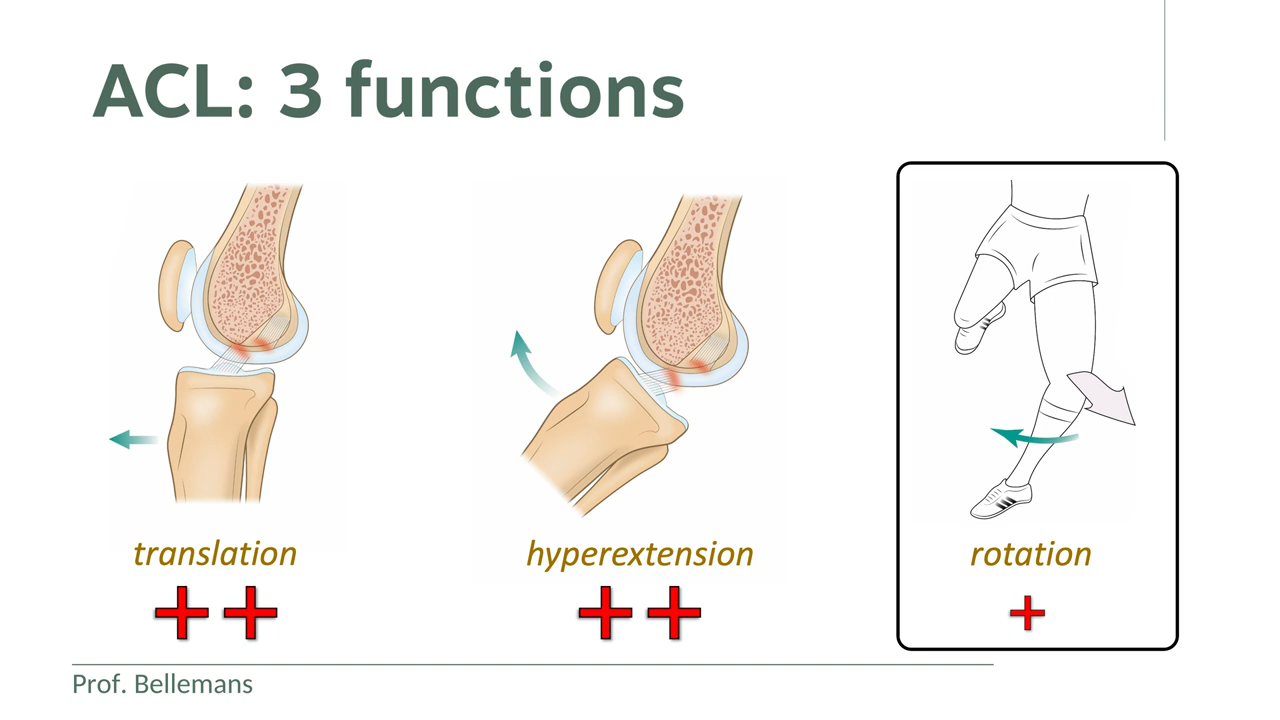 ACL: 3 functions
translation
hyperextension
rotation
++
++
+
Prof. Bellemans